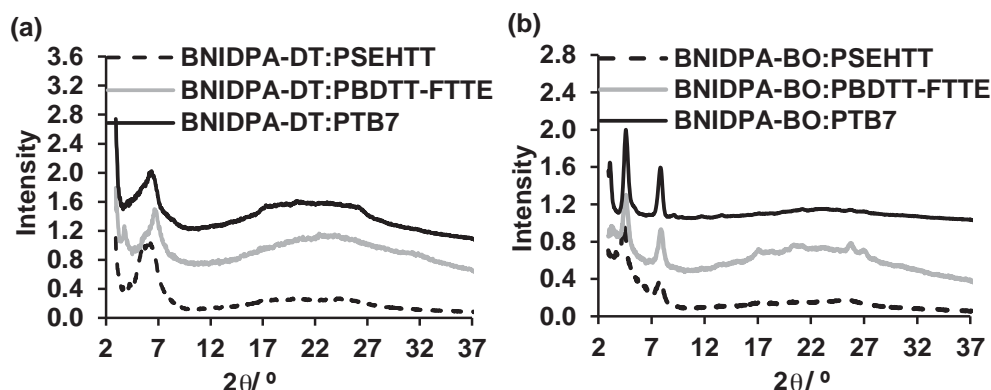 (a)
Intensity
3.6
3.2
2.8
2.4
2.0
1.6
1.2
0.8
0.4
0.0
BNIDPA-DT:PSEHTT
BNIDPA-DT:PBDTT-FTTE
BNIDPA-DT:PTB7
2 7 12 17 22 27 32 37
2θ/ º
(b)
Intensity
2.8
2.4
2.0
1.6
1.2
0.8
0.4
0.0
BNIDPA-BO:PSEHTT
BNIDPA-BO:PBDTT-FTTE
BNIDPA-BO:PTB7
2 7 12 17 22 27 32 37
2θ/ º